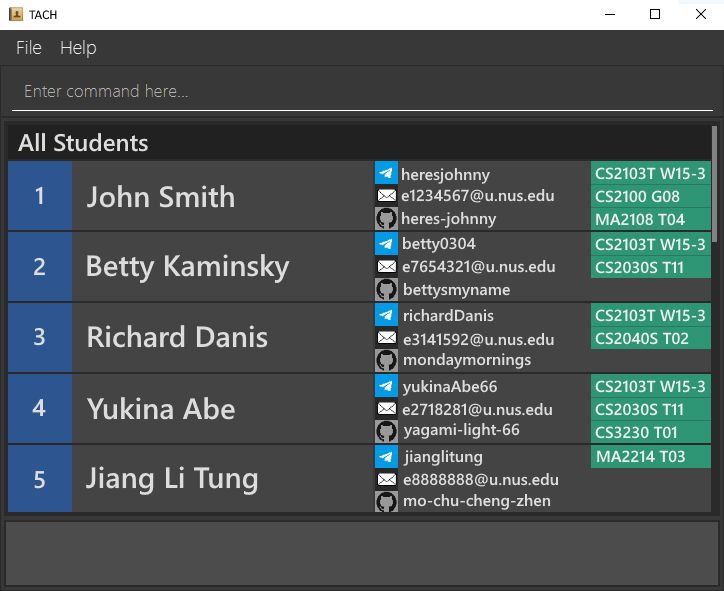 TACH
File Help
Enter command here...
All Students
1
John Smith
heresjohnny
e1234567@u.nus.edu
heres-johnny
CS2103T W15-3
CS2100 G08
MA2108 T04
2
Betty Kaminsky
betty0304
e7654321@u.nus.edu
bettysmyname
CS2103T W15-3
CS2030S T11
3
Richard Danis
richardDanis
e3141592@u.nus.edu
mondaymornings
CS2103T W15-3
CS2040S T02
4
Yukina Abe
yukinaAbe66
e2718281@u.nus.edu
yagami-light-66
CS2103T W15-3
CS2030S T11
CS3230 T01
5
Jiang Li Tung
jianglitung
e8888888@u.nus.edu
mo-chu-cheng-zhen
MA2214 T03